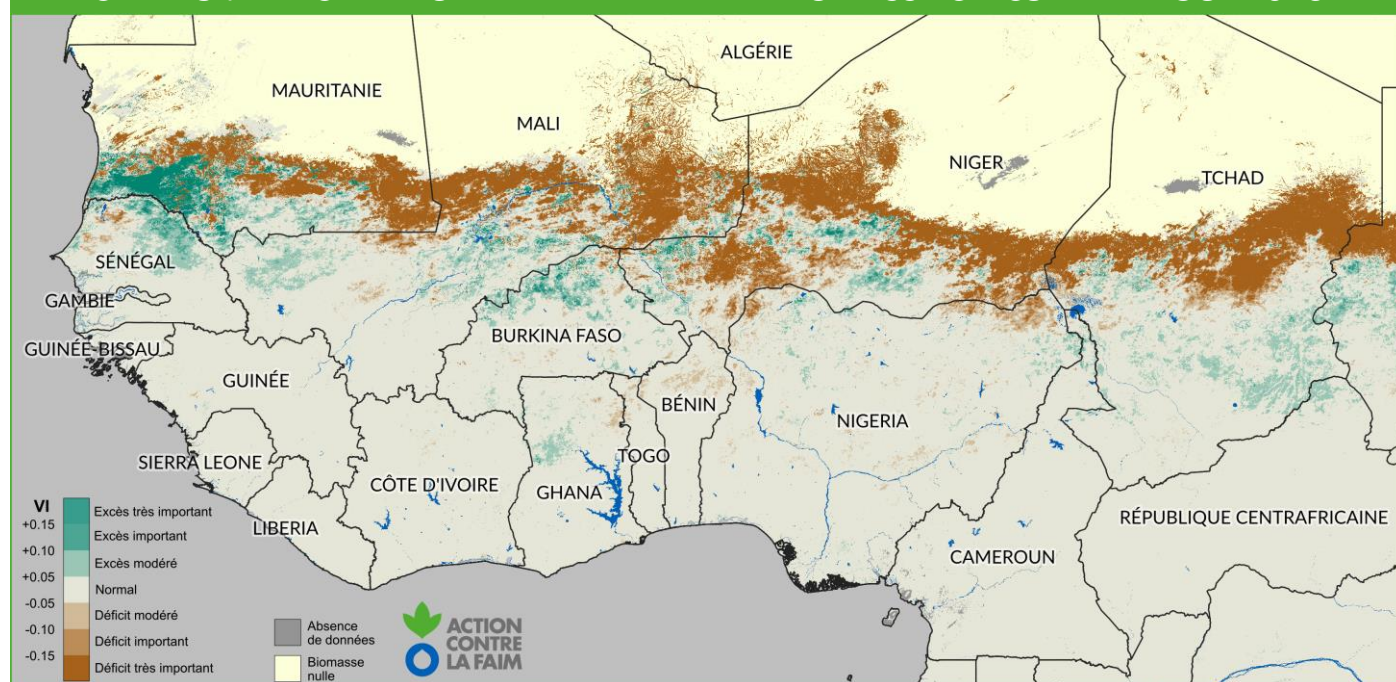 ALGÉRIE
MAURITANIE
MALI
NIGER
TCHAD
SÉNÉGAL
GAMBIE
GUINÉE-BISSAU
BURKINA FASO
GUINÉE
BÉNIN
NIGERIA
TOGO
SIERRA LEONE
CÔTE D'IVOIRE
GHANA
LIBERIA
RÉPUBLIQUE CENTRAFRICAINE
CAMEROUN
VI
Excès très important
+0.15
Excès important
+0.10
Excès modéré
+0.05
Normal
-0.05
Déficit modéré
-0.10
Déficit important
-0.15
Déficit très important
Absence
de données
Biomasse
nulle
ACTION
CONTRE
LA FAIM